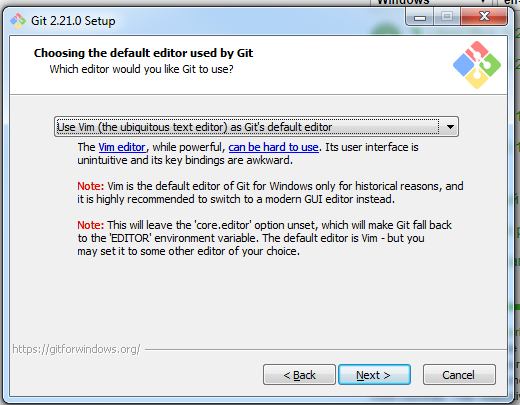 Windows
en-
Git 2.21.0 Setup
Choosing the default editor used by Git
Which editor would you like Git to use?
Use Vim (the ubiquitous text editor) as Git's default editor
The Vim editor, while powerful, can be hard to use. Its user interface is
unintuitive and its key bindings are awkward.
Note: Vim is the default editor of Git for Windows only for historical reasons, and
it is highly recommended to switch to a modern GUI editor instead.
Note: This will leave the 'core.editor' option unset, which will make Git fall back
to the 'EDITOR' environment variable. The default editor is Vim - but you
may set it to some other editor of your choice.
https://gitforwindows.org/
< Back
Next >
Cancel